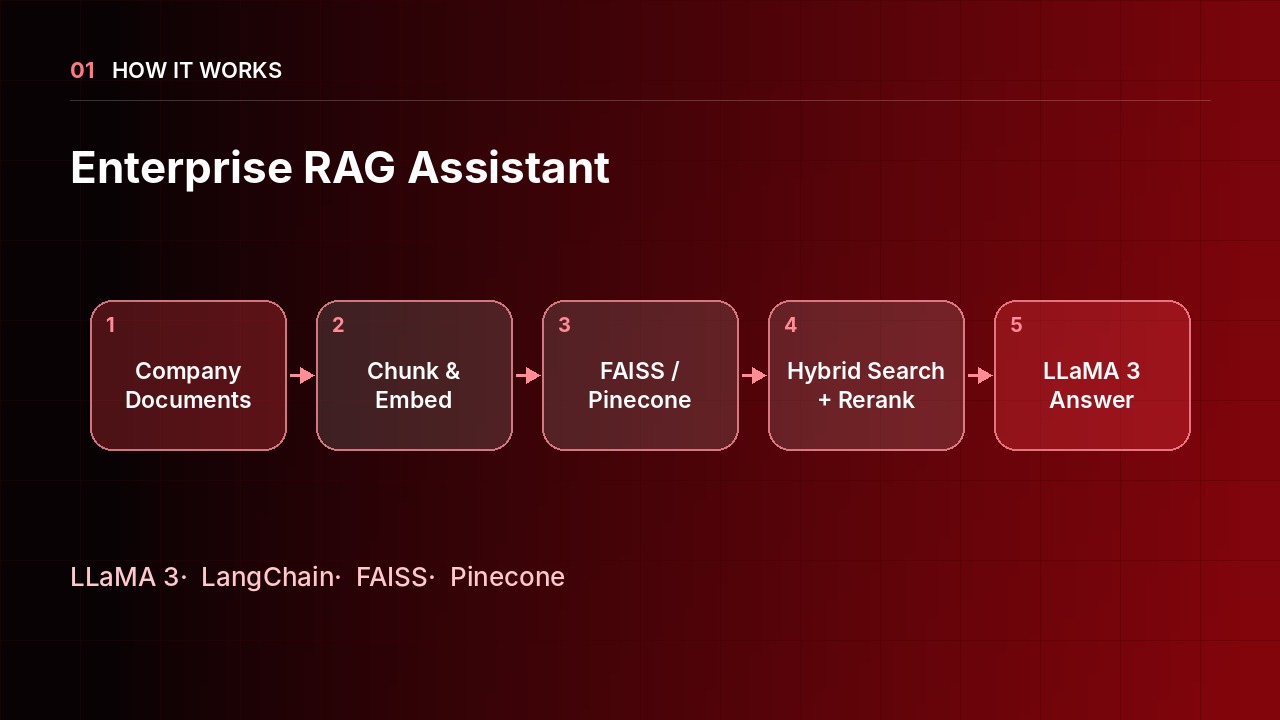 01 HOW IT WORKS
Enterprise RAG Assistant
1
Company
Documents
2
Chunk &
Embed
3
FAISS /
Pinecone
4
Hybrid Search
+ Rerank
5
LLaMA 3
Answer
LLaMA 3· LangChain· FAISS· Pinecone